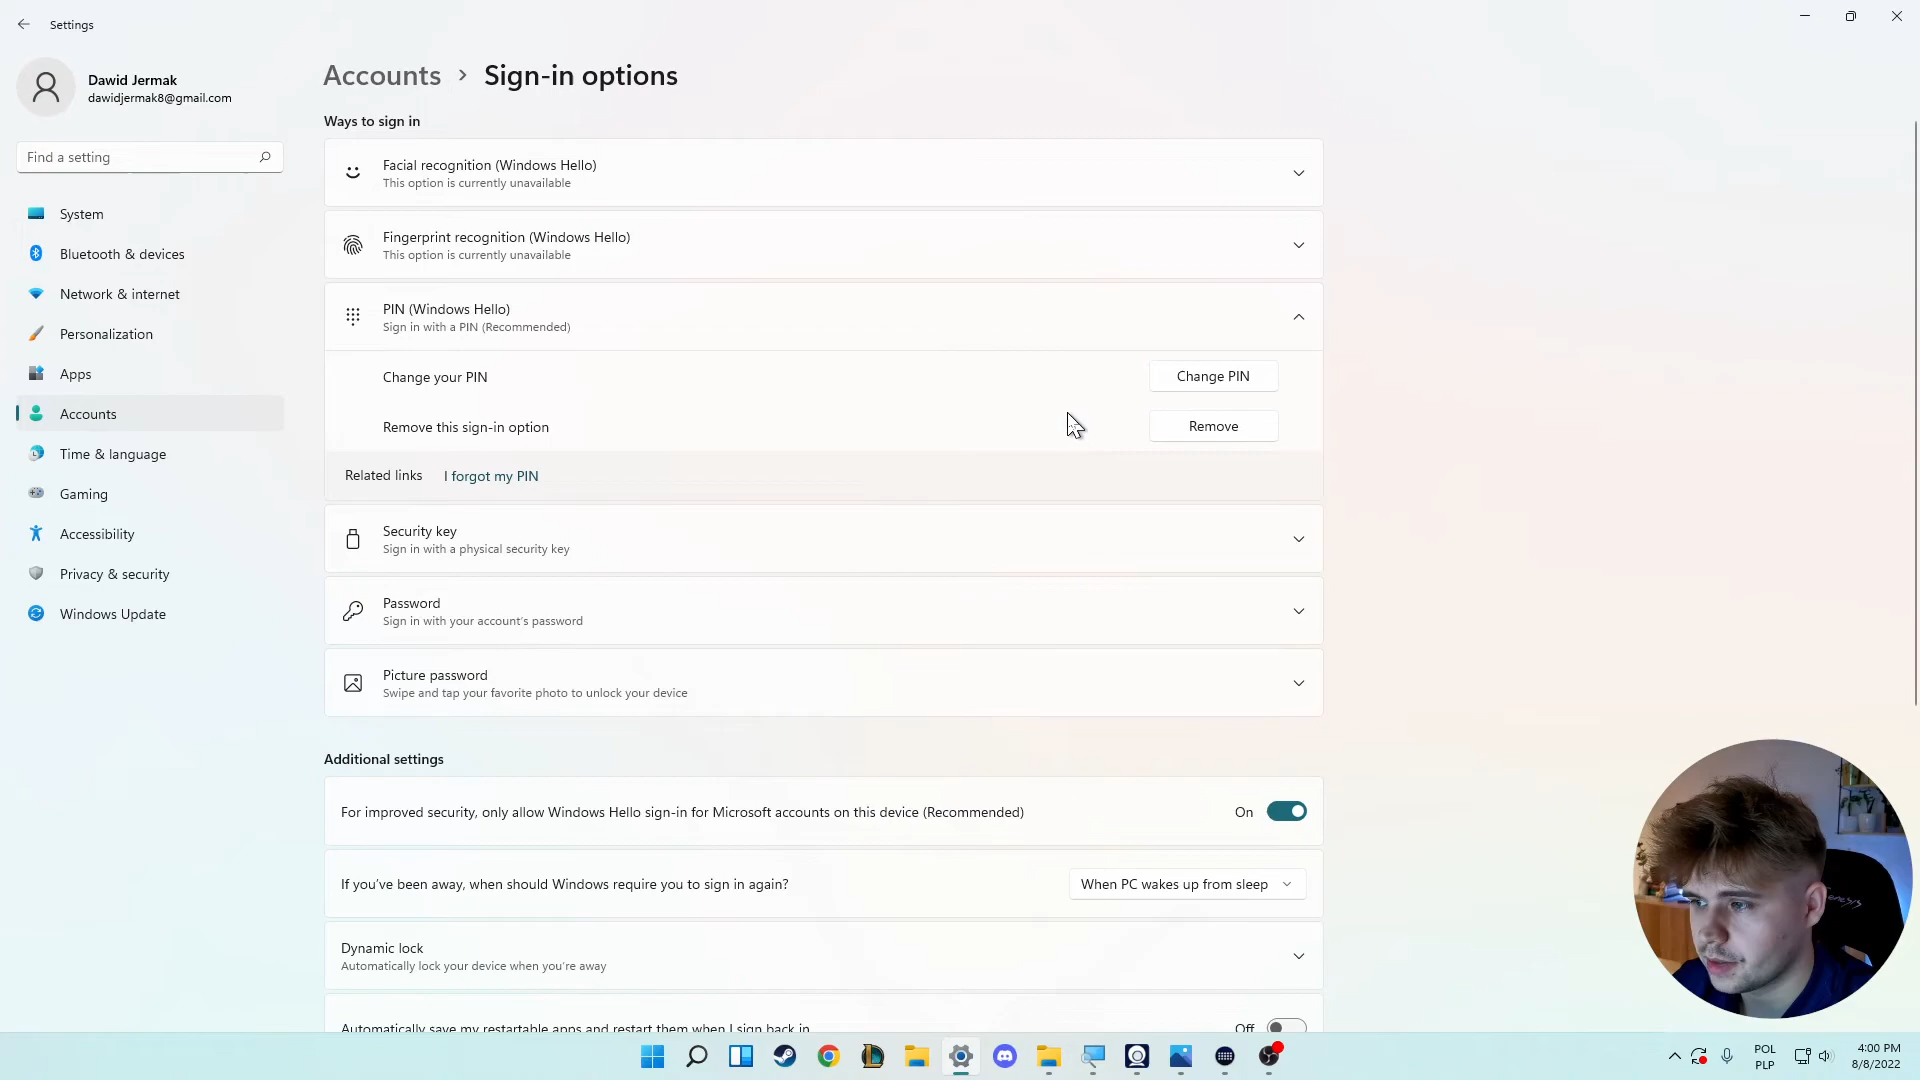 Settings
Dawid Jermak
dawidjermak8@gmail.com
Find a setting
System
Bluetooth & devices
Network & internet
Personalization
Apps
Accounts
Time & language
Gaming
Accessibility
Privacy & security
Windows Update
Accounts > Sign-in options
Ways to sign in
Facial recognition (Windows Hello)
This option is currently unavailable
Fingerprint recognition (Windows Hello)
This option is currently unavailable
PIN (Windows Hello)
Sign in with a PIN (Recommended)
Change your PIN
Change PIN
Remove this sign-in option
Remove
Related links I forgot my PIN
Security key
Sign in with a physical security key
Password
Sign in with your account's password
Picture password
Swipe and tap your favorite photo to unlock your device
Additional settings
For improved security, only allow Windows Hello sign-in for Microsoft accounts on this device (Recommended)
On
If you've been away, when should Windows require you to sign in again?
When PC wakes up from sleep
Dynamic lock
Automatically lock your device when you're away
Automatically save my restartable apps and restart them when I sign back in
Off
POL
PLP
4:00 PM
8/8/2022